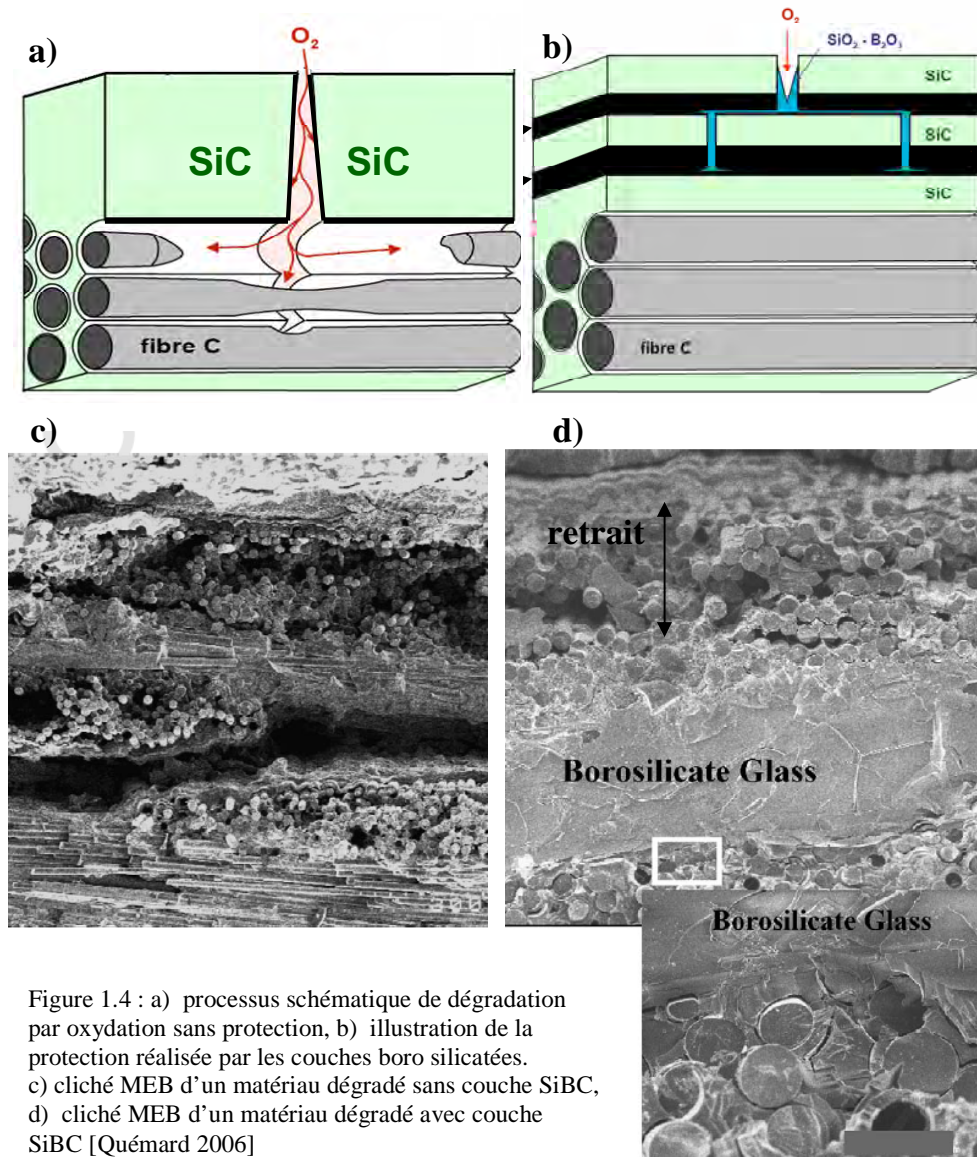 a)
O₂
SiC
SiC
fibre C
b)
O₂
SiO₂ - B₂O₃
SiC
SiC
SiC
fibre C
c)
d)
retrait
Borosilicate Glass
Borosilicate Glass
Figure 1.4 : a) processus schématique de dégradation
par oxydation sans protection, b) illustration de la
protection réalisée par les couches boro silicatées.
c) cliché MEB d'un matériau dégradé sans couche SiBC,
d) cliché MEB d'un matériau dégradé avec couche
SiBC [Quémard 2006]